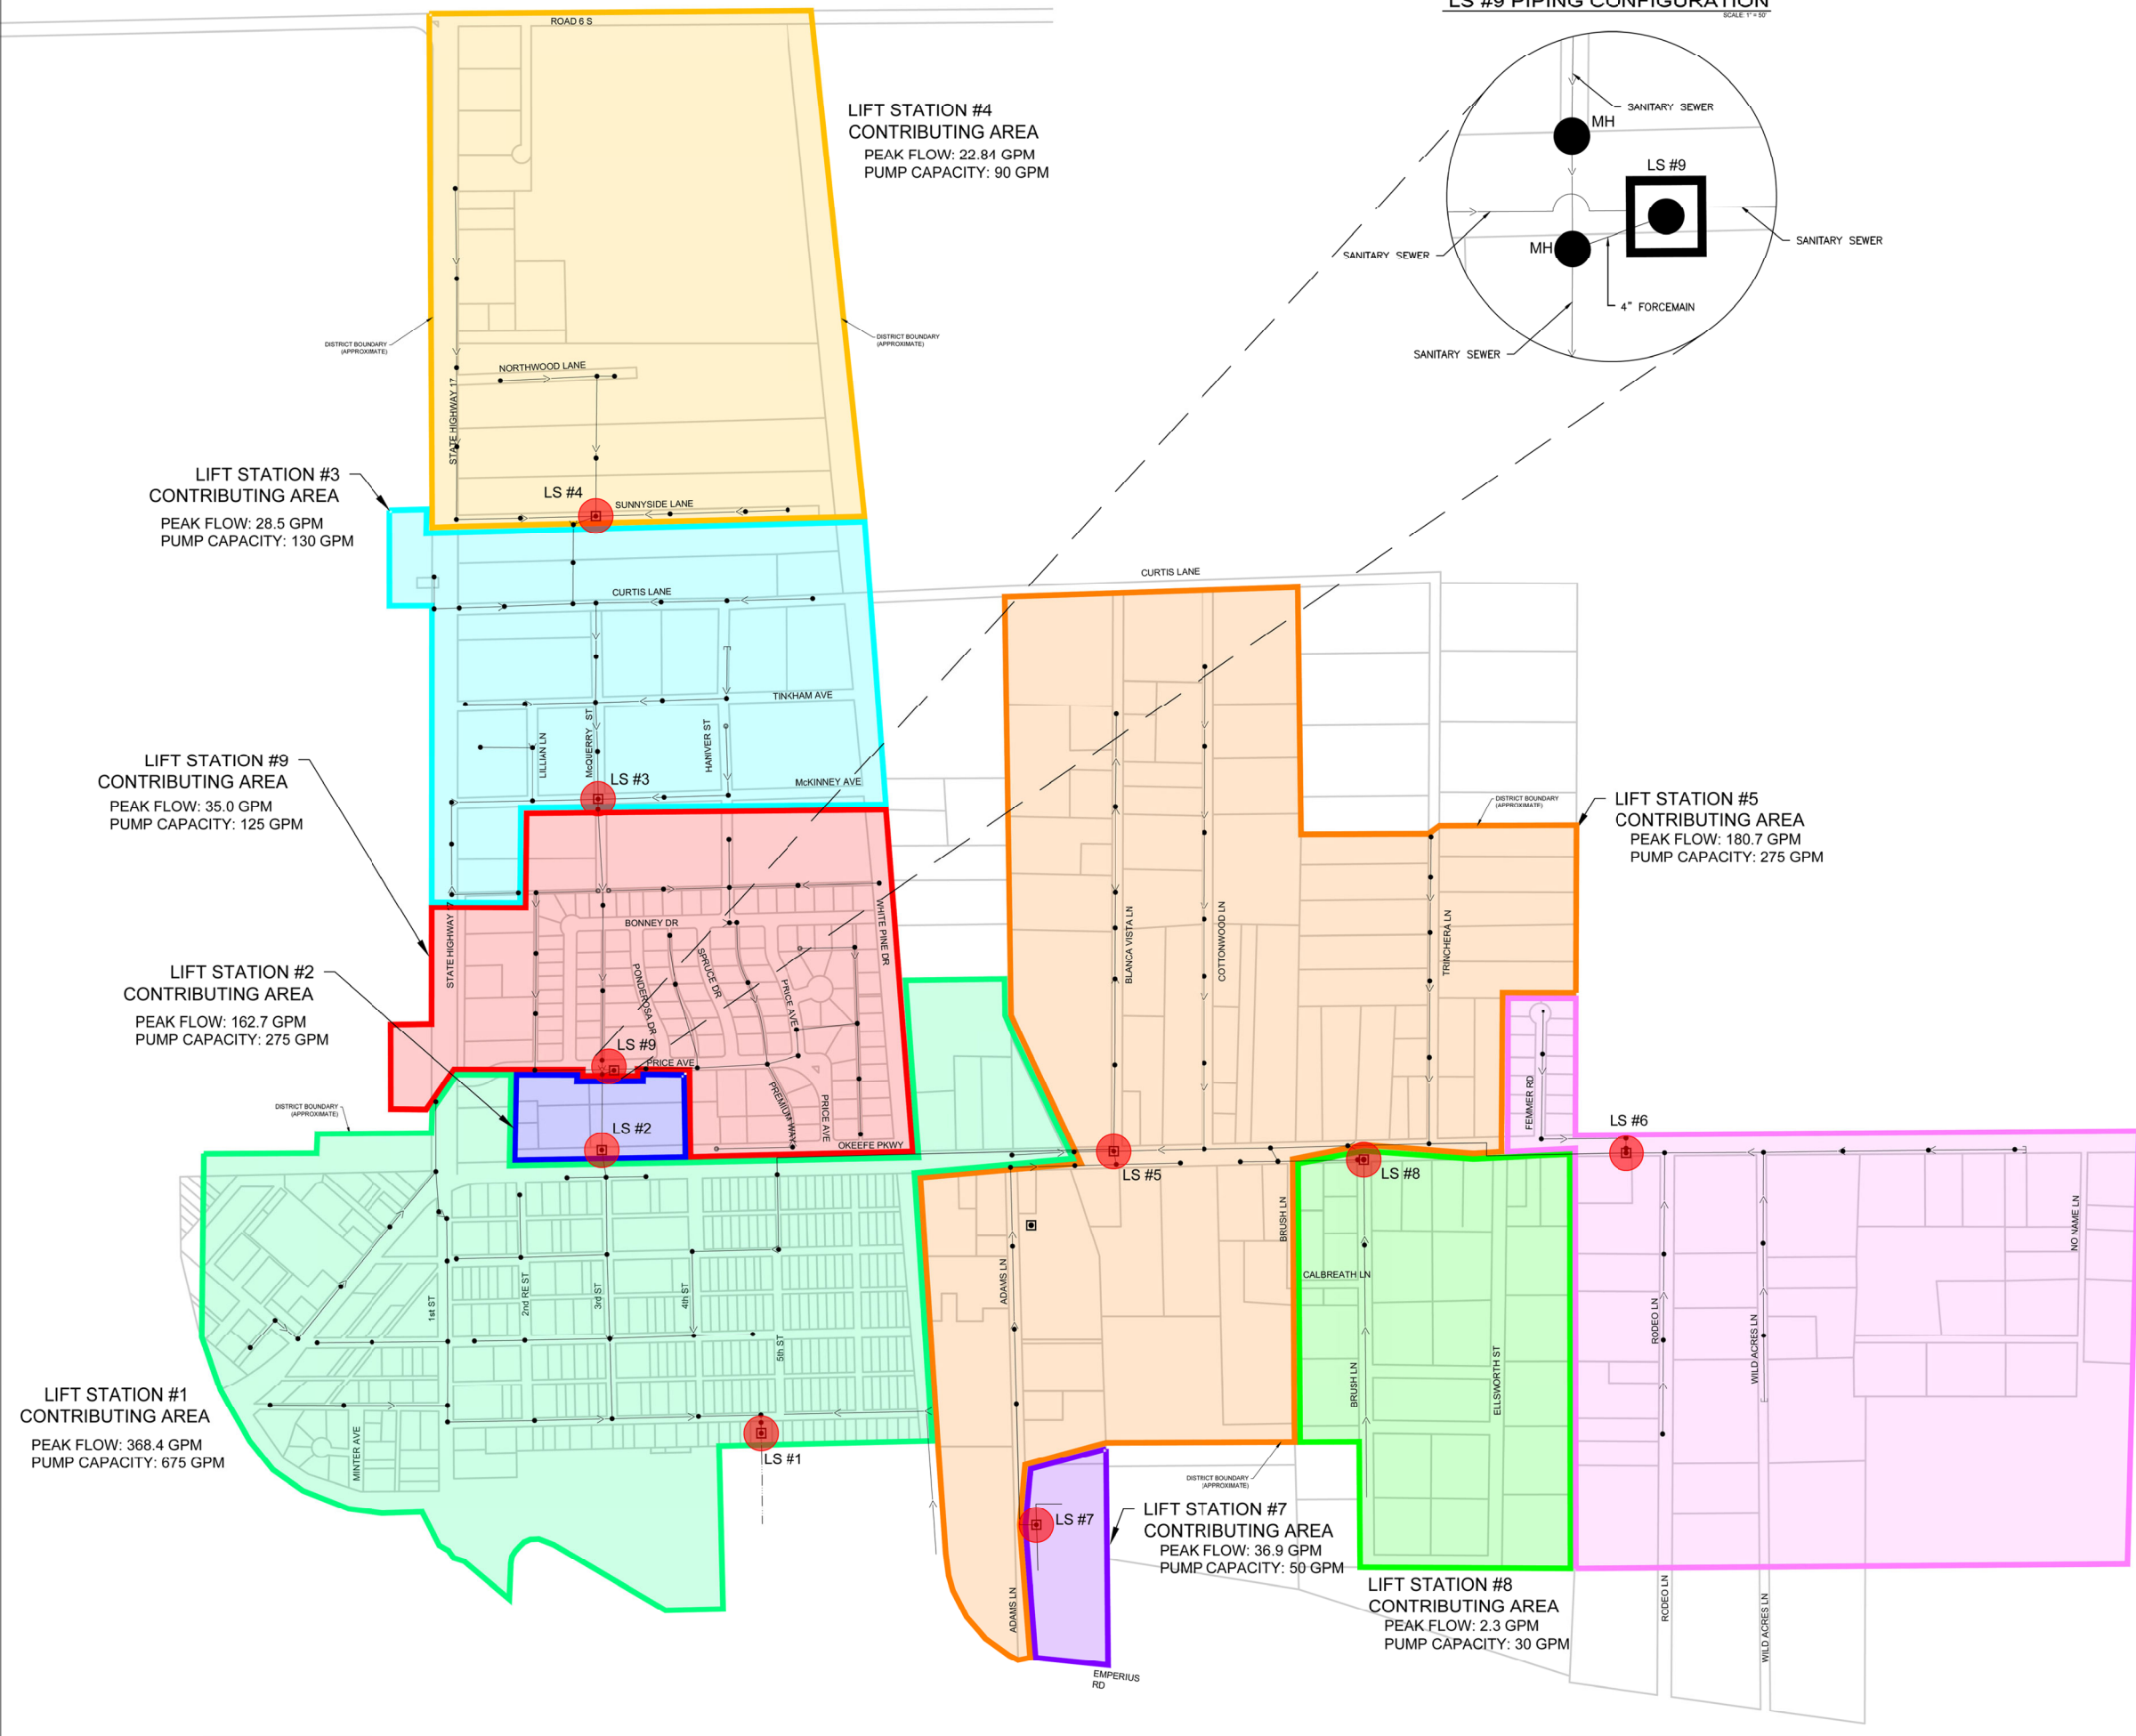 LS #9 PIPING CONFIGURATION
SCALE: 1" = 50'
ROAD 6 S
SANITARY SEWER
MH
LS #9
MH
SANITARY SEWER
SANITARY SEWER
4" FORCEMAIN
SANITARY SEWER
LIFT STATION #4
CONTRIBUTING AREA
PEAK FLOW: 22.84 GPM
PUMP CAPACITY: 90 GPM
DISTRICT BOUNDARY
(APPROXIMATE)
DISTRICT BOUNDARY
(APPROXIMATE)
NORTHWOOD LANE
STATE HIGHWAY 17
LIFT STATION #3
CONTRIBUTING AREA
PEAK FLOW: 28.5 GPM
PUMP CAPACITY: 130 GPM
LS #4
SUNNYSIDE LANE
CURTIS LANE
CURTIS LANE
TINKHAM AVE
LILLIAN LN
McQUERRY ST
HANIVER ST
McKINNEY AVE
LS #3
LIFT STATION #9
CONTRIBUTING AREA
PEAK FLOW: 35.0 GPM
PUMP CAPACITY: 125 GPM
DISTRICT BOUNDARY
(APPROXIMATE)
LIFT STATION #5
CONTRIBUTING AREA
PEAK FLOW: 180.7 GPM
PUMP CAPACITY: 275 GPM
STATE HIGHWAY 17
BONNEY DR
PONDEROSA DR
SPRUCE DR
PRICE AVE
WHITE PINE DR
BLANCA VISTA LN
COTTONWOOD LN
TRINCHERA LN
LIFT STATION #2
CONTRIBUTING AREA
PEAK FLOW: 162.7 GPM
PUMP CAPACITY: 275 GPM
LS #9
PRICE AVE
PREMIUM WAY
PRICE AVE
OKEEFE PKWY
FEMMER RD
DISTRICT BOUNDARY
(APPROXIMATE)
LS #2
LS #5
LS #8
LS #6
1st ST
2nd RE ST
3rd ST
4th ST
5th ST
ADAMS LN
BRUSH LN
CALBREATH LN
BRUSH LN
ELLSWORTH ST
RODEO LN
WILD ACRES LN
NO NAME LN
LIFT STATION #1
CONTRIBUTING AREA
PEAK FLOW: 368.4 GPM
PUMP CAPACITY: 675 GPM
MINTER AVE
LS #1
DISTRICT BOUNDARY
(APPROXIMATE)
LS #7
LIFT STATION #7
CONTRIBUTING AREA
PEAK FLOW: 36.9 GPM
PUMP CAPACITY: 50 GPM
LIFT STATION #8
CONTRIBUTING AREA
PEAK FLOW: 2.3 GPM
PUMP CAPACITY: 30 GPM
ADAMS LN
RODEO LN
WILD ACRES LN
EMPERIUS
RD